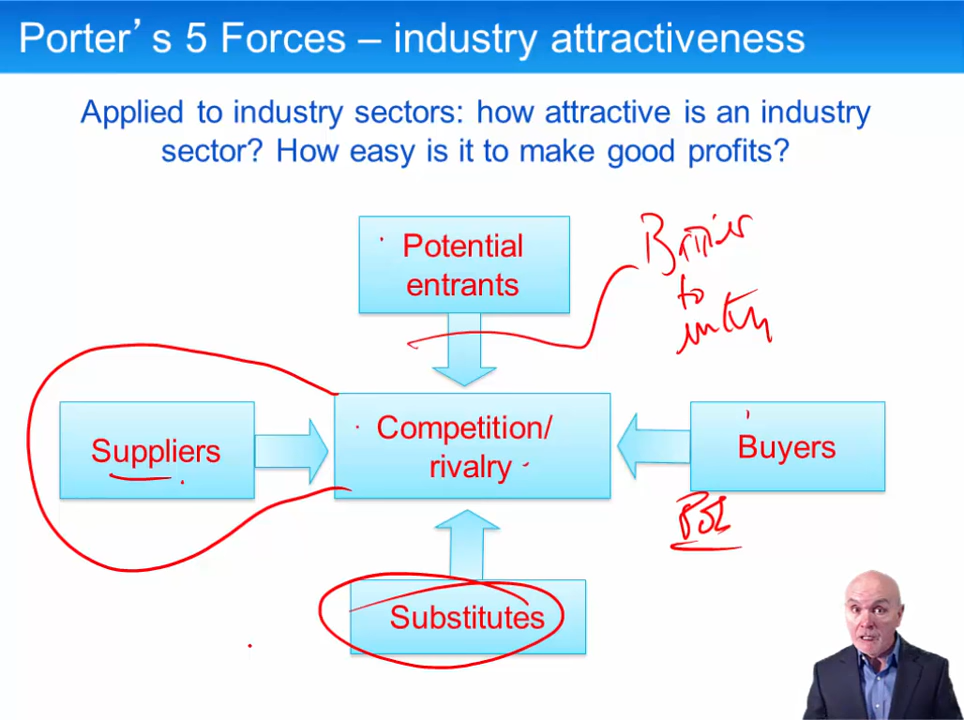 Porter's 5 Forces – industry attractiveness
Applied to industry sectors: how attractive is an industry
sector? How easy is it to make good profits?
Potential
entrants
Barrier
to
entry
Suppliers
Competition/
rivalry
Buyers
Substitutes